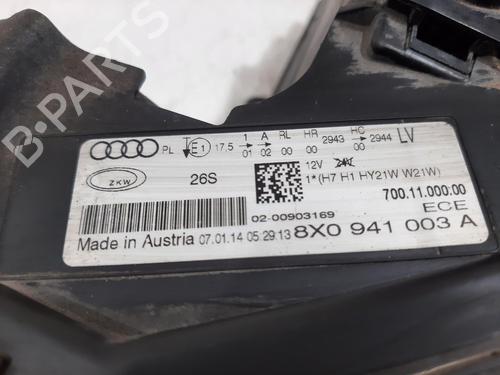 PL E1 17.5 1 A RL HR 2943 HC 2944 LV
01 02 00 00 00
ZKW 26S 12V
1*(H7 H1 HY21W W21W)
700.11.000.00
02-00903169 ECE
Made in Austria 07.01.14 05:29:13 8X0 941 003 A
B-PARTS